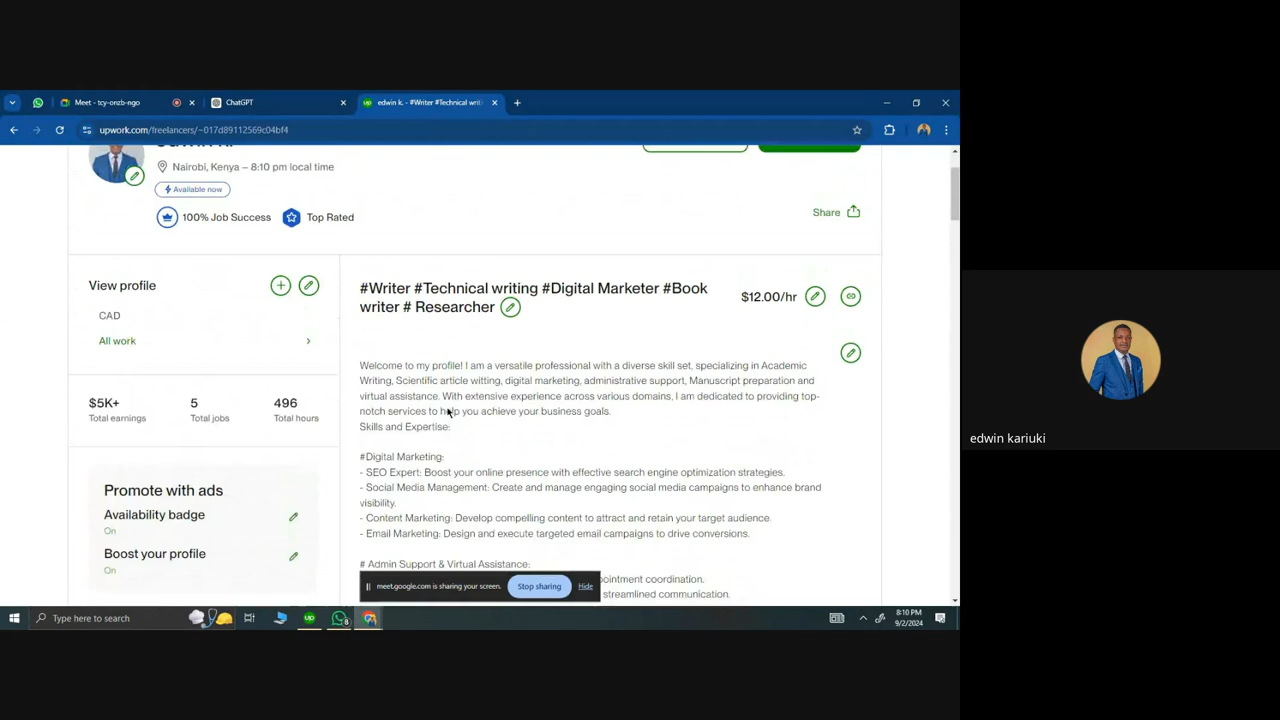 Meet - tcy-onzb-ngo
ChatGPT
edwin k. - #Writer #Technical writi
upwork.com/freelancers/~017d89112569c04bf4
Nairobi, Kenya – 8:10 pm local time
Available now
100% Job Success
Top Rated
Share
View profile
CAD
All work
$5K+
Total earnings
5
Total jobs
496
Total hours
Promote with ads
Availability badge
On
Boost your profile
On
#Writer #Technical writing #Digital Marketer #Book
writer # Researcher
$12.00/hr
Welcome to my profile! I am a versatile professional with a diverse skill set, specializing in Academic
Writing, Scientific article witting, digital marketing, administrative support, Manuscript preparation and
virtual assistance. With extensive experience across various domains, I am dedicated to providing top-
notch services to help you achieve your business goals.
Skills and Expertise:
#Digital Marketing:
- SEO Expert: Boost your online presence with effective search engine optimization strategies.
- Social Media Management: Create and manage engaging social media campaigns to enhance brand
visibility.
- Content Marketing: Develop compelling content to attract and retain your target audience.
- Email Marketing: Design and execute targeted email campaigns to drive conversions.
# Admin Support & Virtual Assistance:
ointment coordination.
streamlined communication.
meet.google.com is sharing your screen.
Stop sharing
Hide
Type here to search
8:10 PM
9/2/2024
edwin kariuki